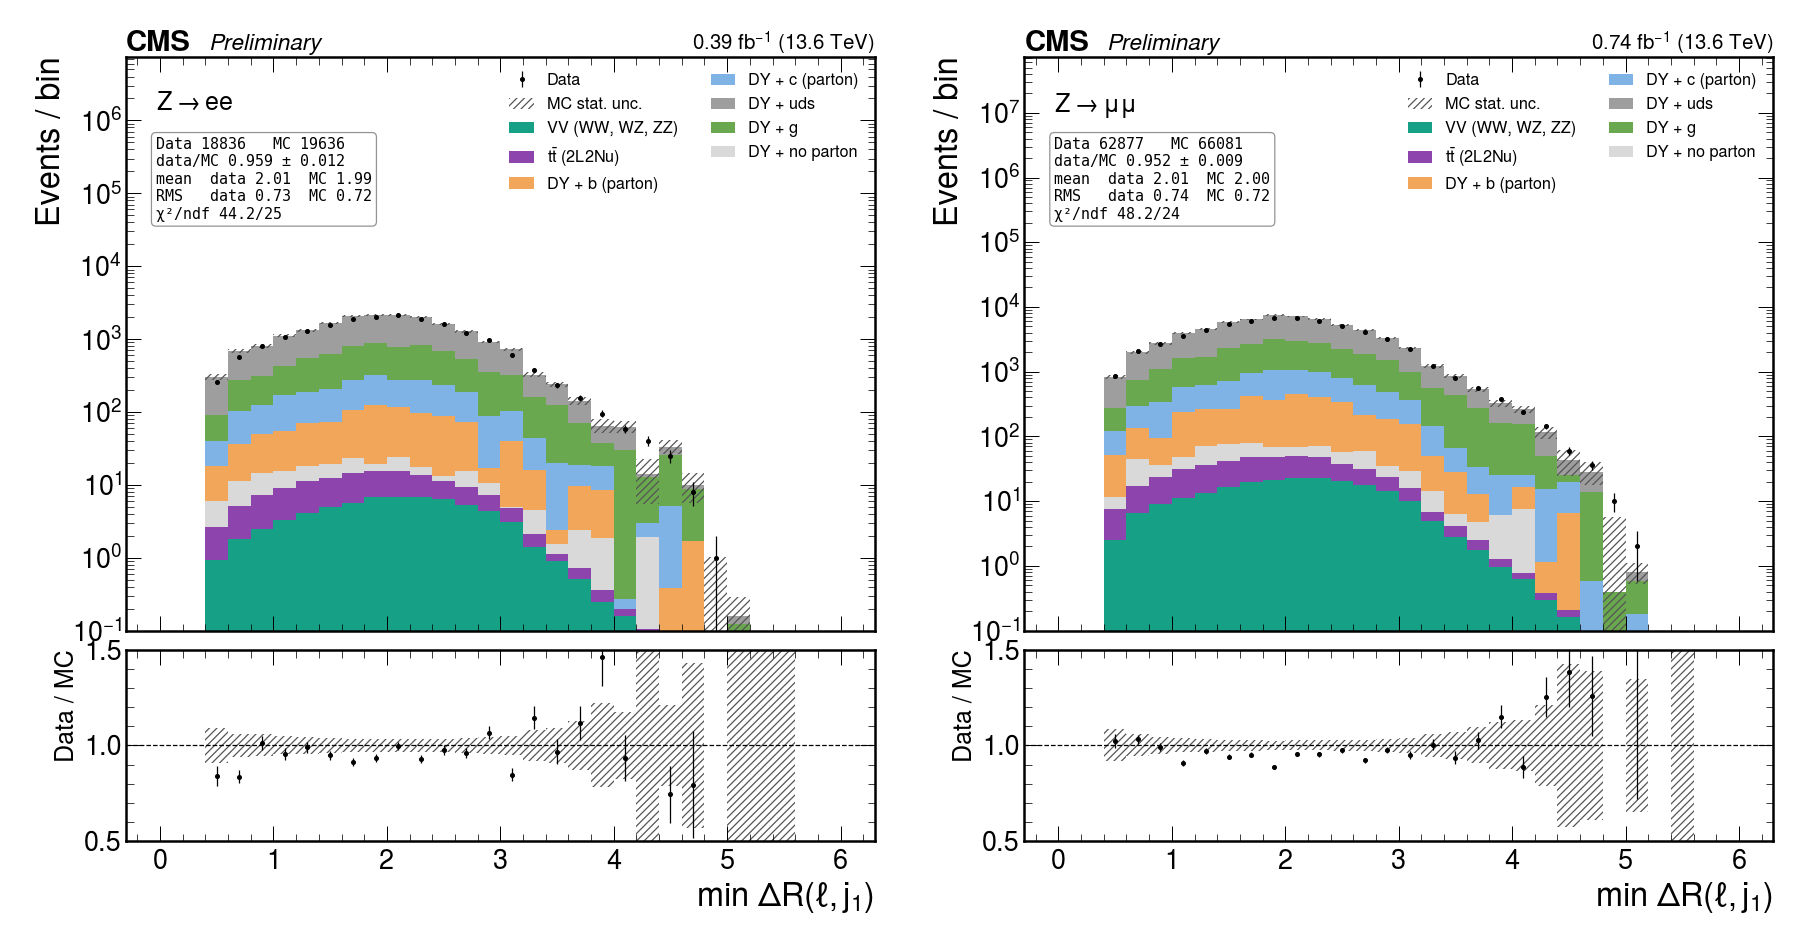 CMS Preliminary 0.39 fb⁻¹ (13.6 TeV)
Events / bin
Z → ee
Data 18836   MC 19636
data/MC 0.959 ± 0.012
mean  data 2.01  MC 1.99
RMS   data 0.73  MC 0.72
χ²/ndf 44.2/25
Data
MC stat. unc.
VV (WW, WZ, ZZ)
tt̄ (2L2Nu)
DY + b (parton)
DY + c (parton)
DY + uds
DY + g
DY + no parton
10⁶
10⁵
10⁴
10³
10²
10¹
10⁰
10⁻¹
Data / MC
1.5
1.0
0.5
0 1 2 3 4 5 6
min ΔR(ℓ, j₁)
CMS Preliminary 0.74 fb⁻¹ (13.6 TeV)
Events / bin
Z → μμ
Data 62877   MC 66081
data/MC 0.952 ± 0.009
mean  data 2.01  MC 2.00
RMS   data 0.74  MC 0.72
χ²/ndf 48.2/24
Data
MC stat. unc.
VV (WW, WZ, ZZ)
tt̄ (2L2Nu)
DY + b (parton)
DY + c (parton)
DY + uds
DY + g
DY + no parton
10⁷
10⁶
10⁵
10⁴
10³
10²
10¹
10⁰
10⁻¹
Data / MC
1.5
1.0
0.5
0 1 2 3 4 5 6
min ΔR(ℓ, j₁)